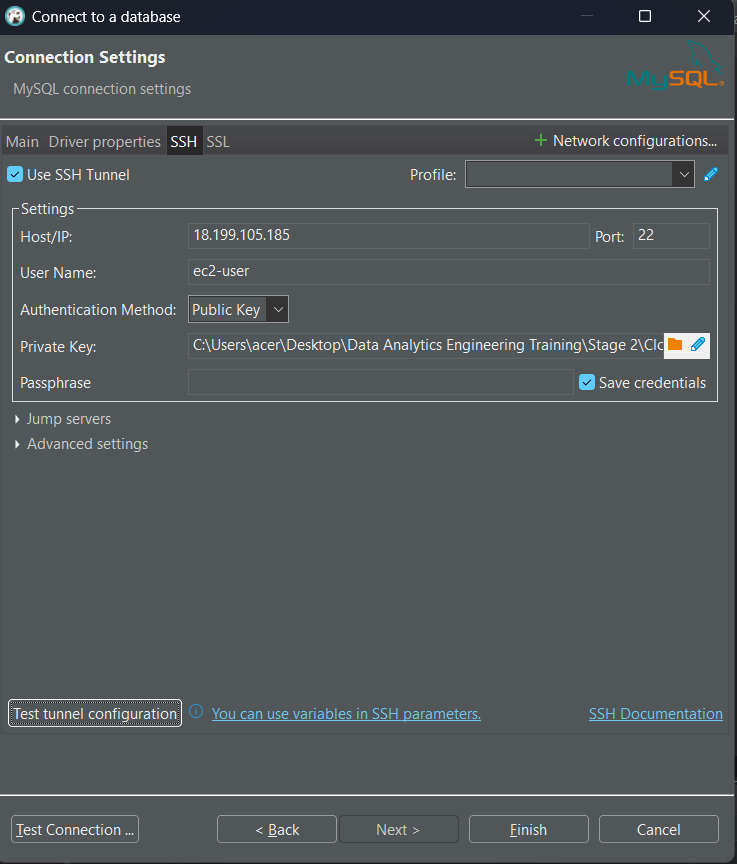 Connect to a database
Connection Settings
MySQL connection settings
MySQL®
Main Driver properties SSH SSL + Network configurations...
Use SSH Tunnel Profile:
Settings
Host/IP: 18.199.105.185 Port: 22
User Name: ec2-user
Authentication Method: Public Key
Private Key: C:\Users\acer\Desktop\Data Analytics Engineering Training\Stage 2\Clc
Passphrase Save credentials
Jump servers
Advanced settings
Test tunnel configuration You can use variables in SSH parameters. SSH Documentation
Test Connection ... < Back Next > Finish Cancel